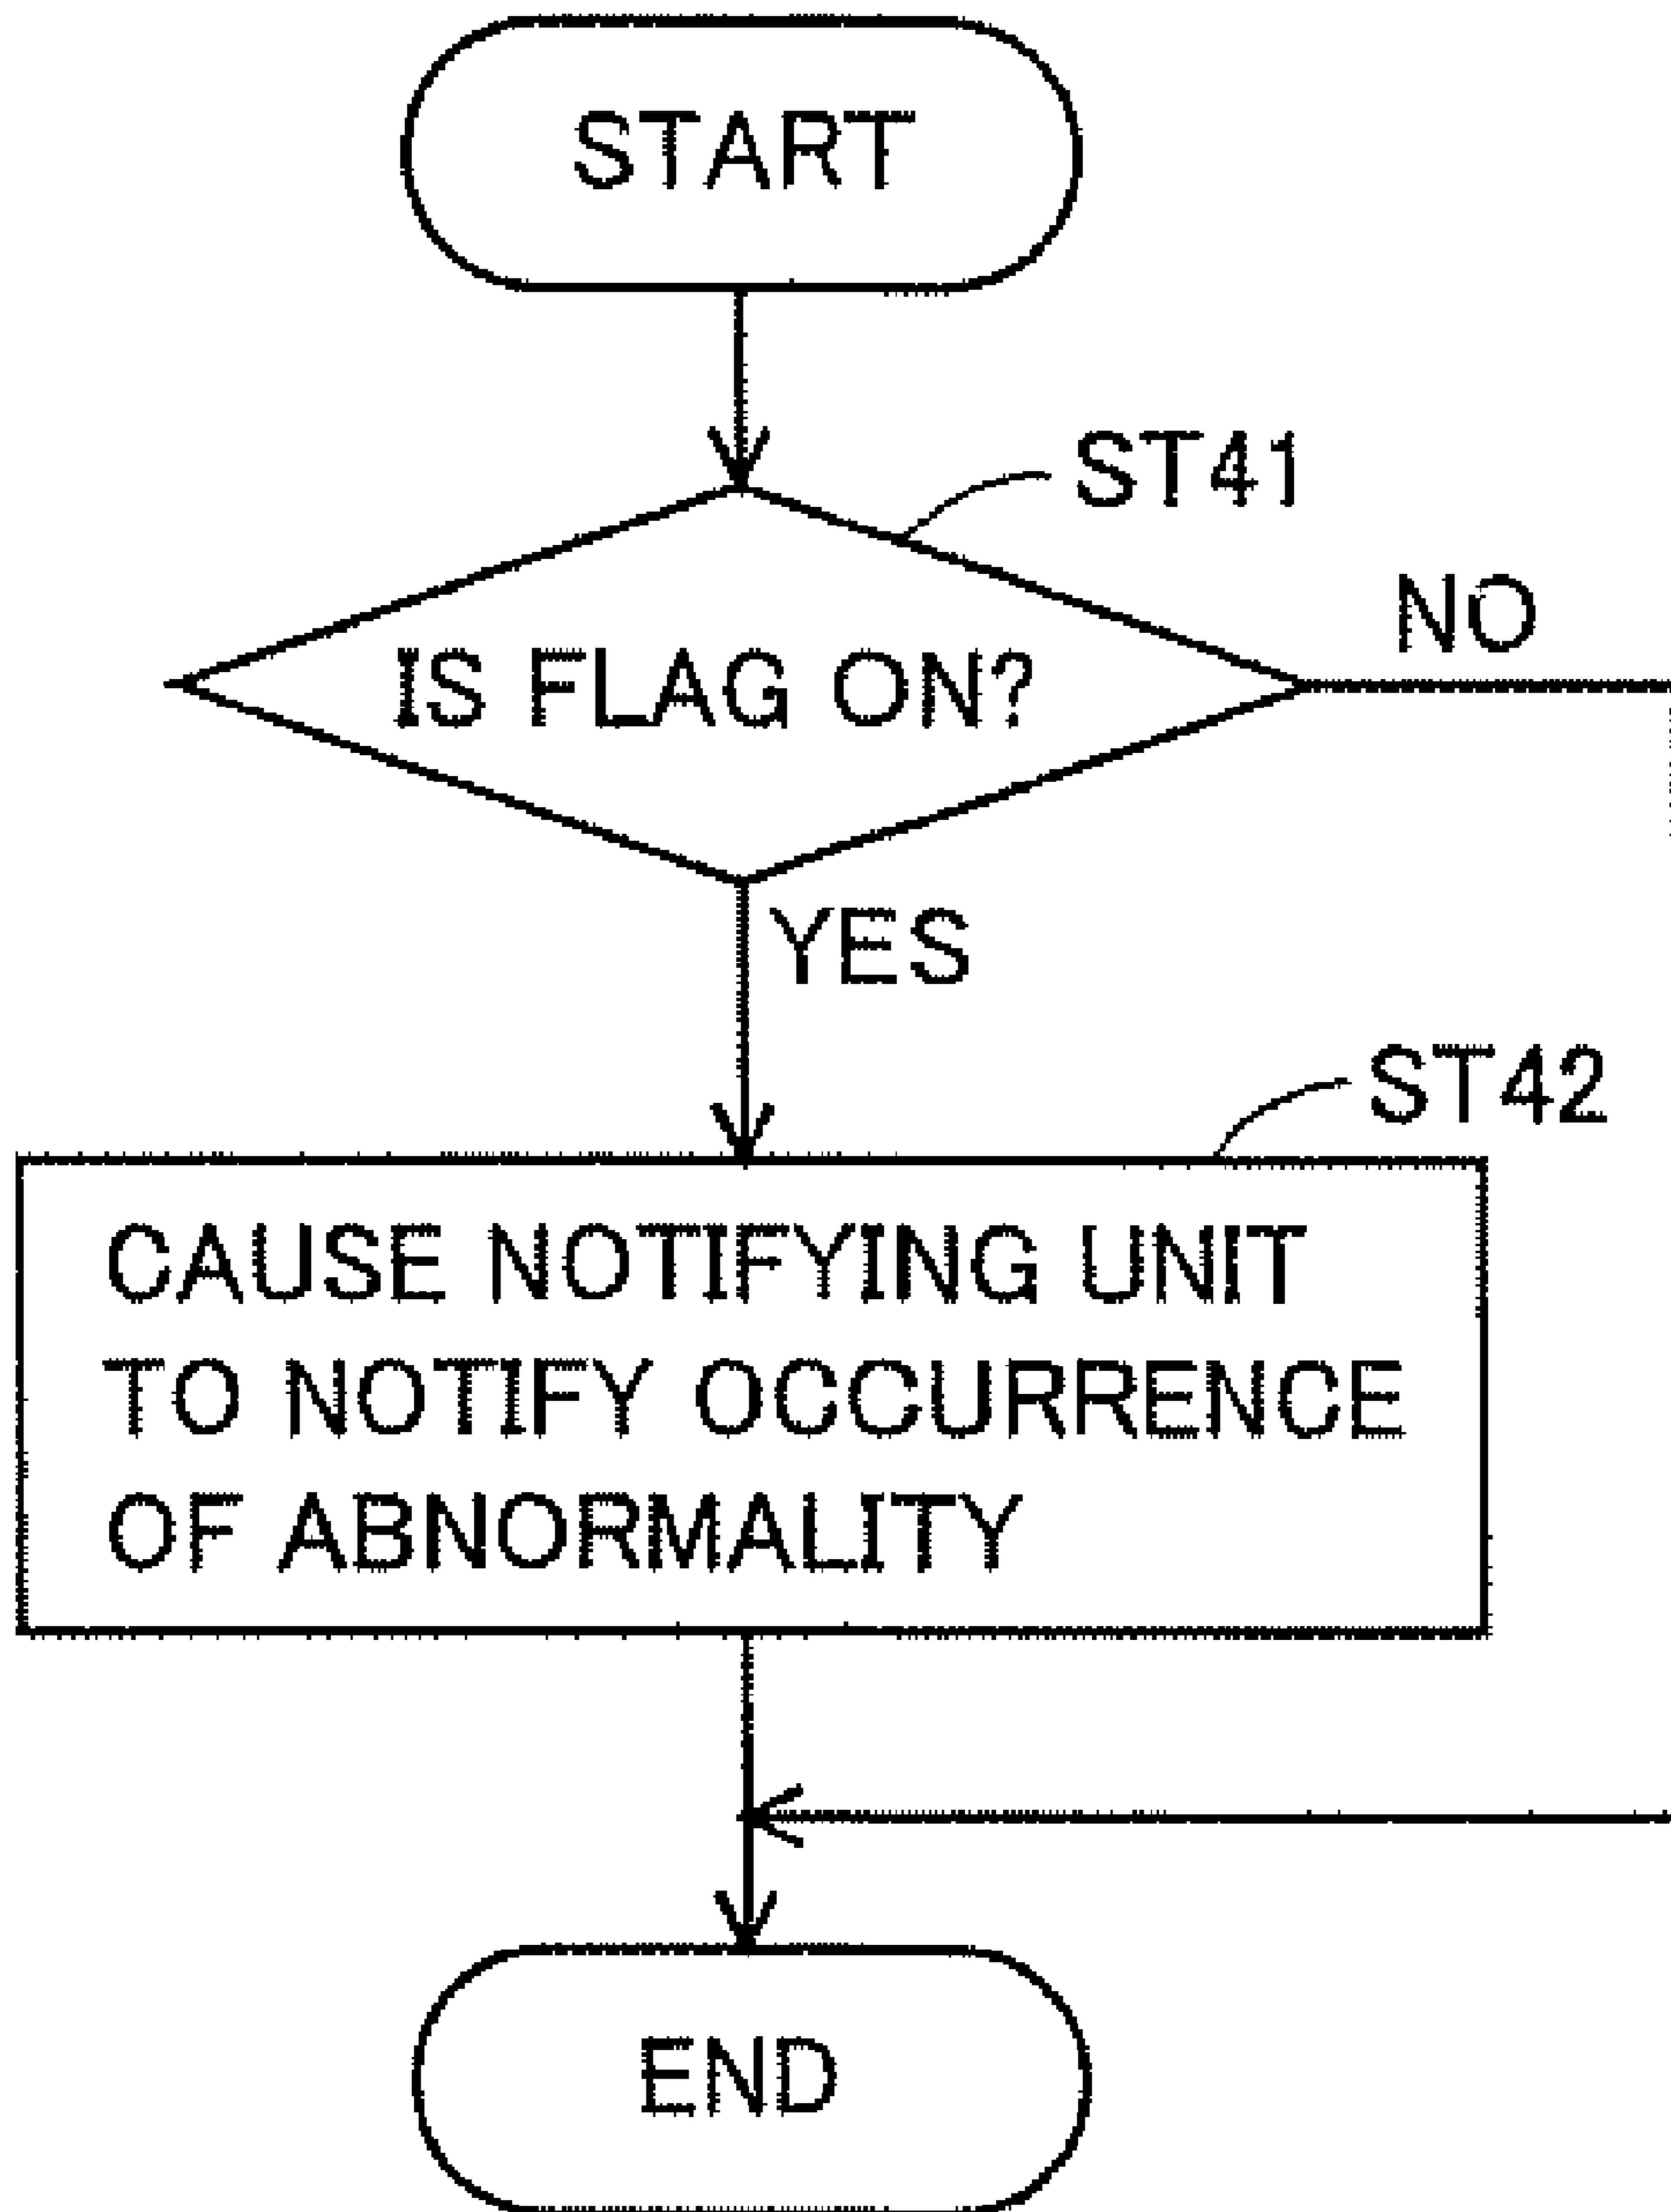 START
ST41
IS FLAG ON?
NO
YES
ST42
CAUSE NOTIFYING UNIT
TO NOTIFY OCCURRENCE
OF ABNORMALITY
END